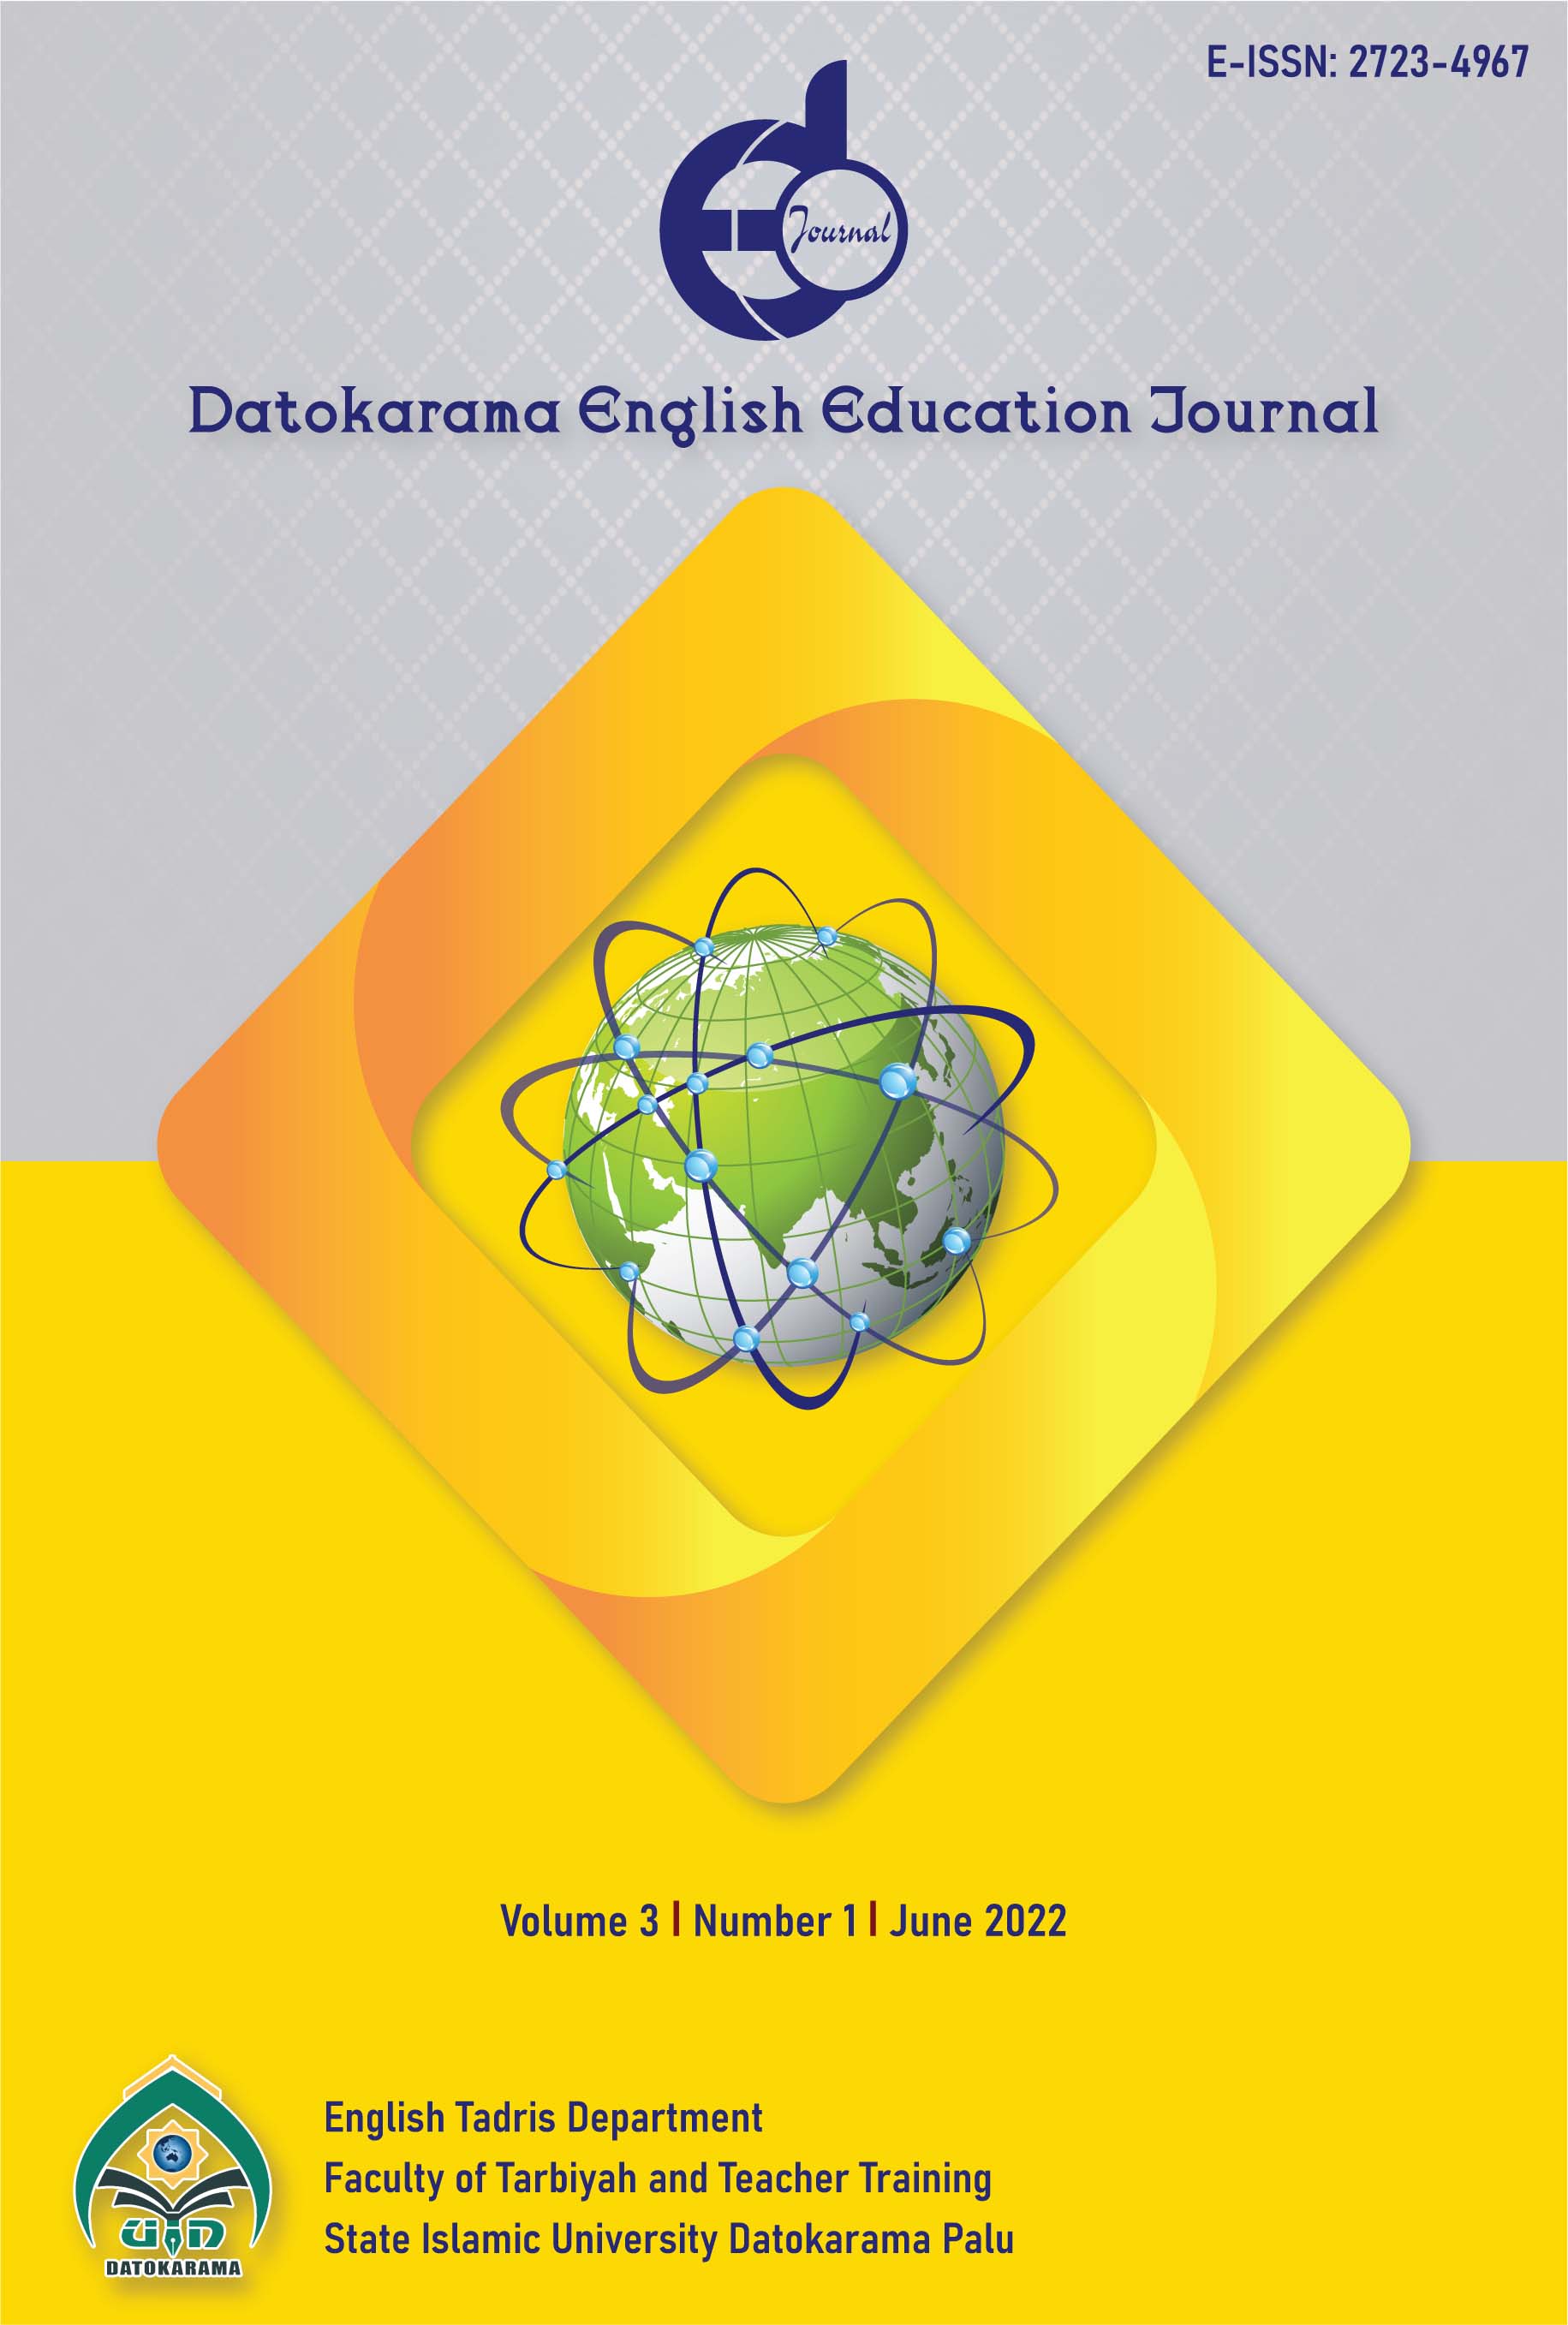 E-ISSN: 2723-4967
Journal
Datokarama English Education Journal
Volume 3 | Number 1 | June 2022
English Tadris Department
Faculty of Tarbiyah and Teacher Training
State Islamic University Datokarama Palu
UIN
DATOKARAMA